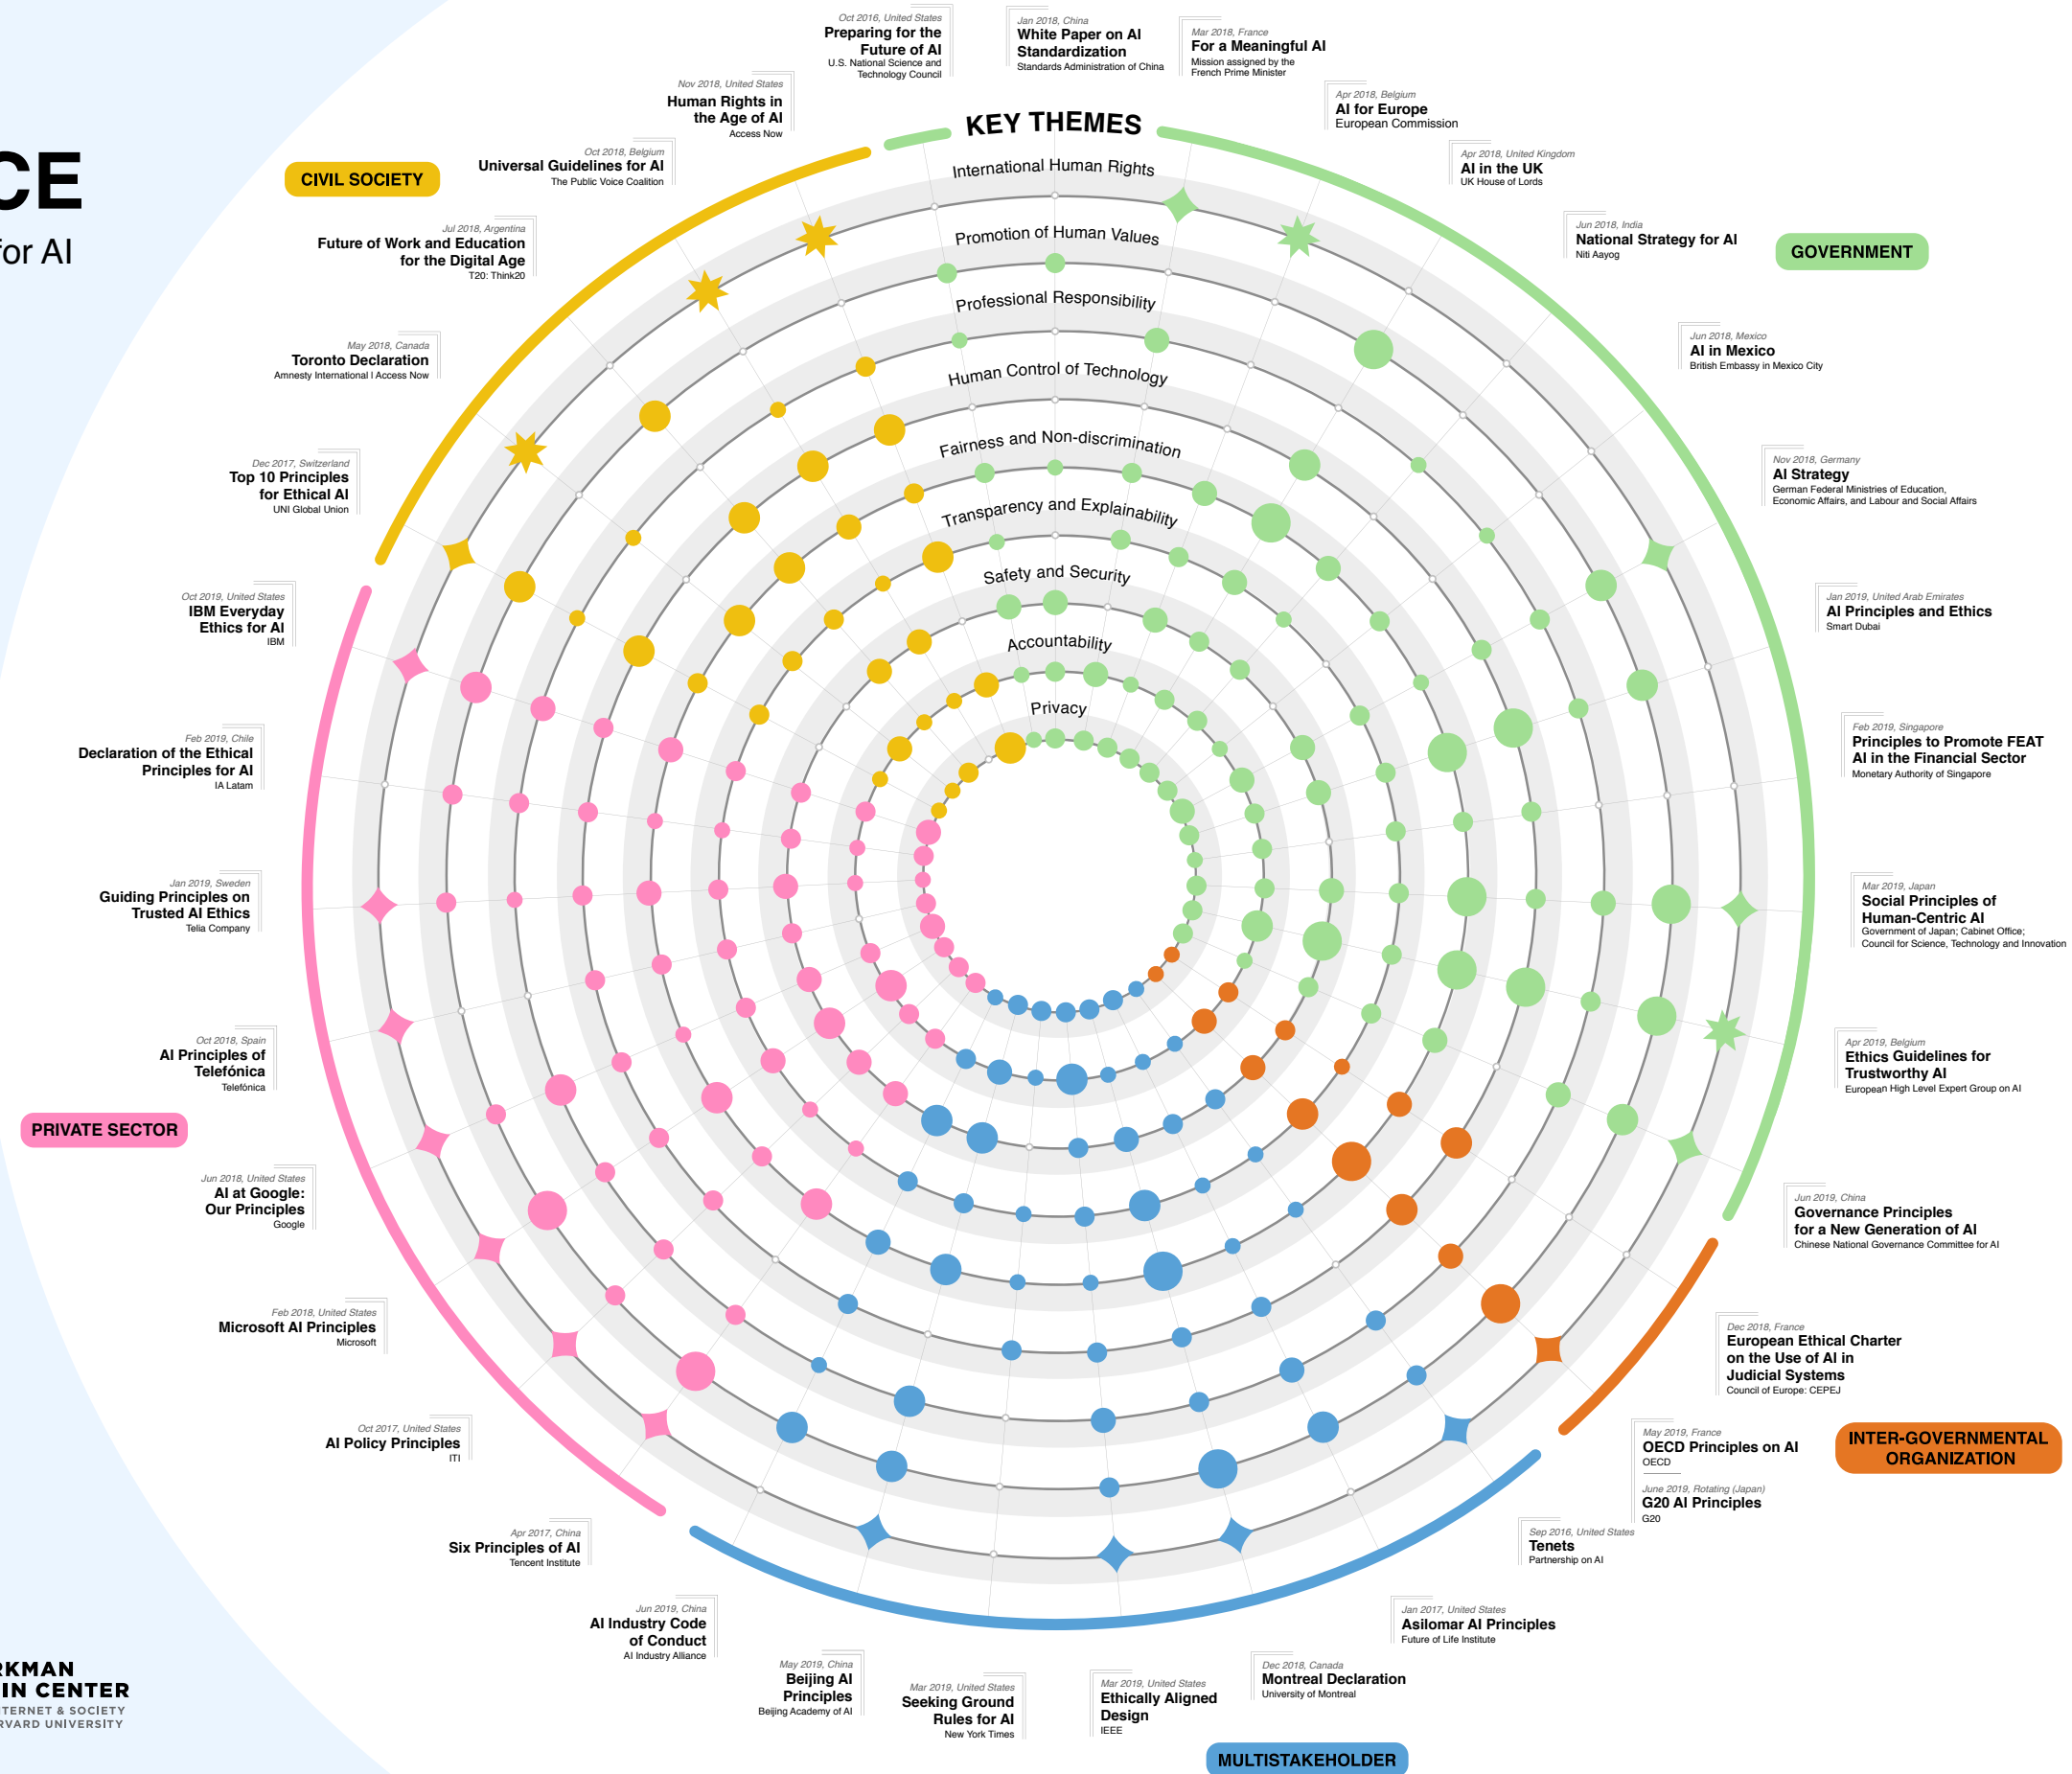 CE
for AI
KEY THEMES
International Human Rights
Promotion of Human Values
Professional Responsibility
Human Control of Technology
Fairness and Non-discrimination
Transparency and Explainability
Safety and Security
Accountability
Privacy
Oct 2016, United States
Preparing for the
Future of AI
U.S. National Science and
Technology Council
Jan 2018, China
White Paper on AI
Standardization
Standards Administration of China
Mar 2018, France
For a Meaningful AI
Mission assigned by the
French Prime Minister
Apr 2018, Belgium
AI for Europe
European Commission
Apr 2018, United Kingdom
AI in the UK
UK House of Lords
Jun 2018, India
National Strategy for AI
Niti Aayog
GOVERNMENT
Jun 2018, Mexico
AI in Mexico
British Embassy in Mexico City
Nov 2018, Germany
AI Strategy
German Federal Ministries of Education,
Economic Affairs, and Labour and Social Affairs
Jan 2019, United Arab Emirates
AI Principles and Ethics
Smart Dubai
Feb 2019, Singapore
Principles to Promote FEAT
AI in the Financial Sector
Monetary Authority of Singapore
Mar 2019, Japan
Social Principles of
Human-Centric AI
Government of Japan; Cabinet Office;
Council for Science, Technology and Innovation
Apr 2019, Belgium
Ethics Guidelines for
Trustworthy AI
European High Level Expert Group on AI
Jun 2019, China
Governance Principles
for a New Generation of AI
Chinese National Governance Committee for AI
Dec 2018, France
European Ethical Charter
on the Use of AI in
Judicial Systems
Council of Europe: CEPEJ
INTER-GOVERNMENTAL
ORGANIZATION
May 2019, France
OECD Principles on AI
OECD
June 2019, Rotating (Japan)
G20 AI Principles
G20
Sep 2016, United States
Tenets
Partnership on AI
Jan 2017, United States
Asilomar AI Principles
Future of Life Institute
Dec 2018, Canada
Montreal Declaration
University of Montreal
MULTISTAKEHOLDER
Mar 2019, United States
Ethically Aligned
Design
IEEE
Mar 2019, United States
Seeking Ground
Rules for AI
New York Times
May 2019, China
Beijing AI
Principles
Beijing Academy of AI
Jun 2019, China
AI Industry Code
of Conduct
AI Industry Alliance
Apr 2017, China
Six Principles of AI
Tencent Institute
Oct 2017, United States
AI Policy Principles
ITI
Feb 2018, United States
Microsoft AI Principles
Microsoft
Jun 2018, United States
AI at Google:
Our Principles
Google
PRIVATE SECTOR
Oct 2018, Spain
AI Principles of
Telefónica
Telefónica
Jan 2019, Sweden
Guiding Principles on
Trusted AI Ethics
Telia Company
Feb 2019, Chile
Declaration of the Ethical
Principles for AI
IA Latam
Oct 2019, United States
IBM Everyday
Ethics for AI
IBM
Dec 2017, Switzerland
Top 10 Principles
for Ethical AI
UNI Global Union
May 2018, Canada
Toronto Declaration
Amnesty International | Access Now
Jul 2018, Argentina
Future of Work and Education
for the Digital Age
T20: Think20
CIVIL SOCIETY
Oct 2018, Belgium
Universal Guidelines for AI
The Public Voice Coalition
Nov 2018, United States
Human Rights in
the Age of AI
Access Now
RKMAN
IN CENTER
TERNET & SOCIETY
RVARD UNIVERSITY